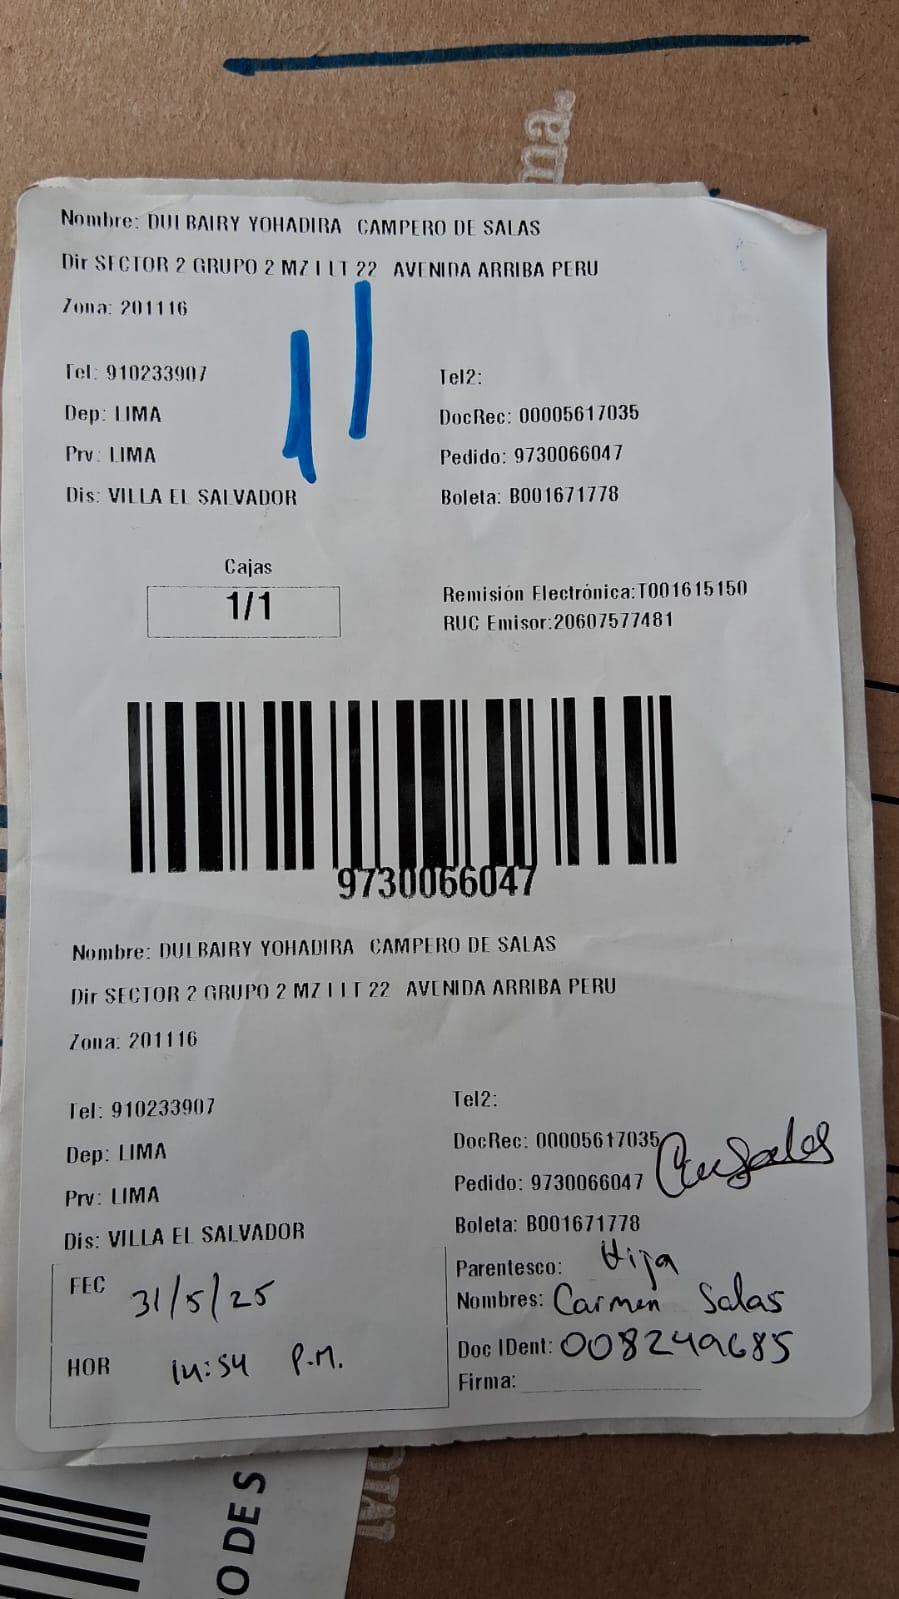 Nombre: DULBAIRY YOHADIRA CAMPERO DE SALAS
Dir SECTOR 2 GRUPO 2 MZ I LT 22 AVENIDA ARRIBA PERU
Zona: 201116
Tel: 910233907 Tel2:
Dep: LIMA DocRec: 00005617035
Prv: LIMA Pedido: 9730066047
Dis: VILLA EL SALVADOR Boleta: B001671778
Cajas
1/1
Remisión Electrónica:T001615150
RUC Emisor:20607577481
9730066047
Nombre: DULBAIRY YOHADIRA CAMPERO DE SALAS
Dir SECTOR 2 GRUPO 2 MZ I LT 22 AVENIDA ARRIBA PERU
Zona: 201116
Tel: 910233907 Tel2:
Dep: LIMA DocRec: 00005617035
Prv: LIMA Pedido: 9730066047
Dis: VILLA EL SALVADOR Boleta: B001671778
FEC 31/5/25
HOR 14:54 P.M.
Parentesco: Hija
Nombres: Carmen Salas
Doc IDent: 008249685
Firma:
O DE S